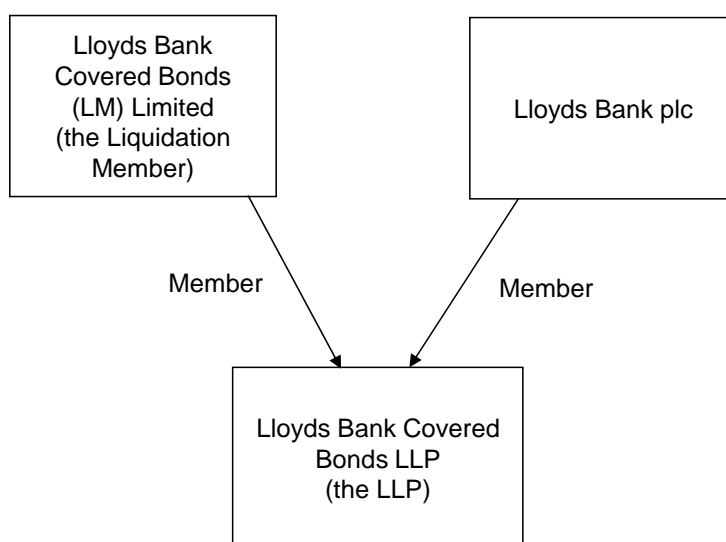 Lloyds Bank
Covered Bonds
(LM) Limited
(the Liquidation
Member)
Lloyds Bank plc
Member
Member
Lloyds Bank Covered
Bonds LLP
(the LLP)